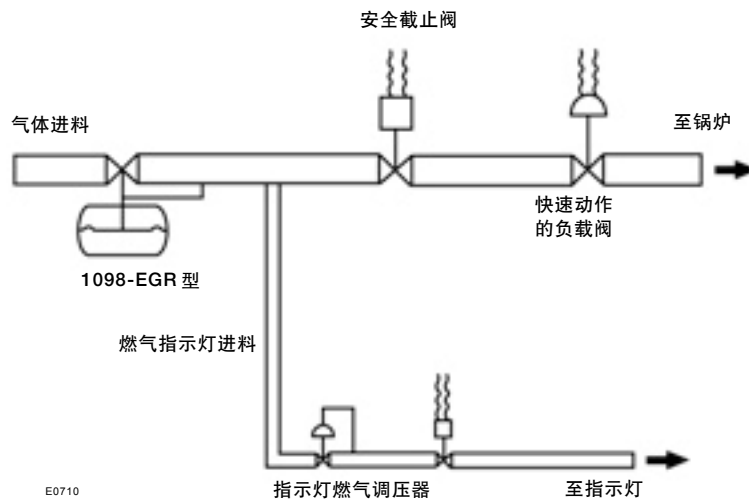 安全截止阀
气体进料
至锅炉
快速动作
的负载阀
1098-EGR 型
燃气指示灯进料
E0710
指示灯燃气调压器
至指示灯